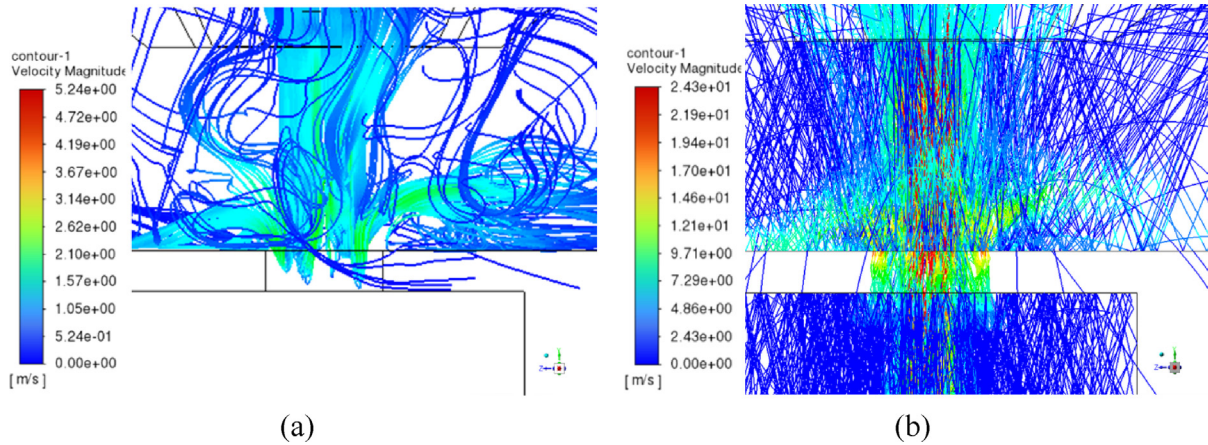 contour-1
Velocity Magnitude
5.24e+00
4.72e+00
4.19e+00
3.67e+00
3.14e+00
2.62e+00
2.10e+00
1.57e+00
1.05e+00
5.24e-01
0.00e+00
[ m/s ]
Z
Y
(a)
contour-1
Velocity Magnitude
2.43e+01
2.19e+01
1.94e+01
1.70e+01
1.46e+01
1.21e+01
9.71e+00
7.29e+00
4.86e+00
2.43e+00
0.00e+00
[ m/s ]
Z
Y
(b)